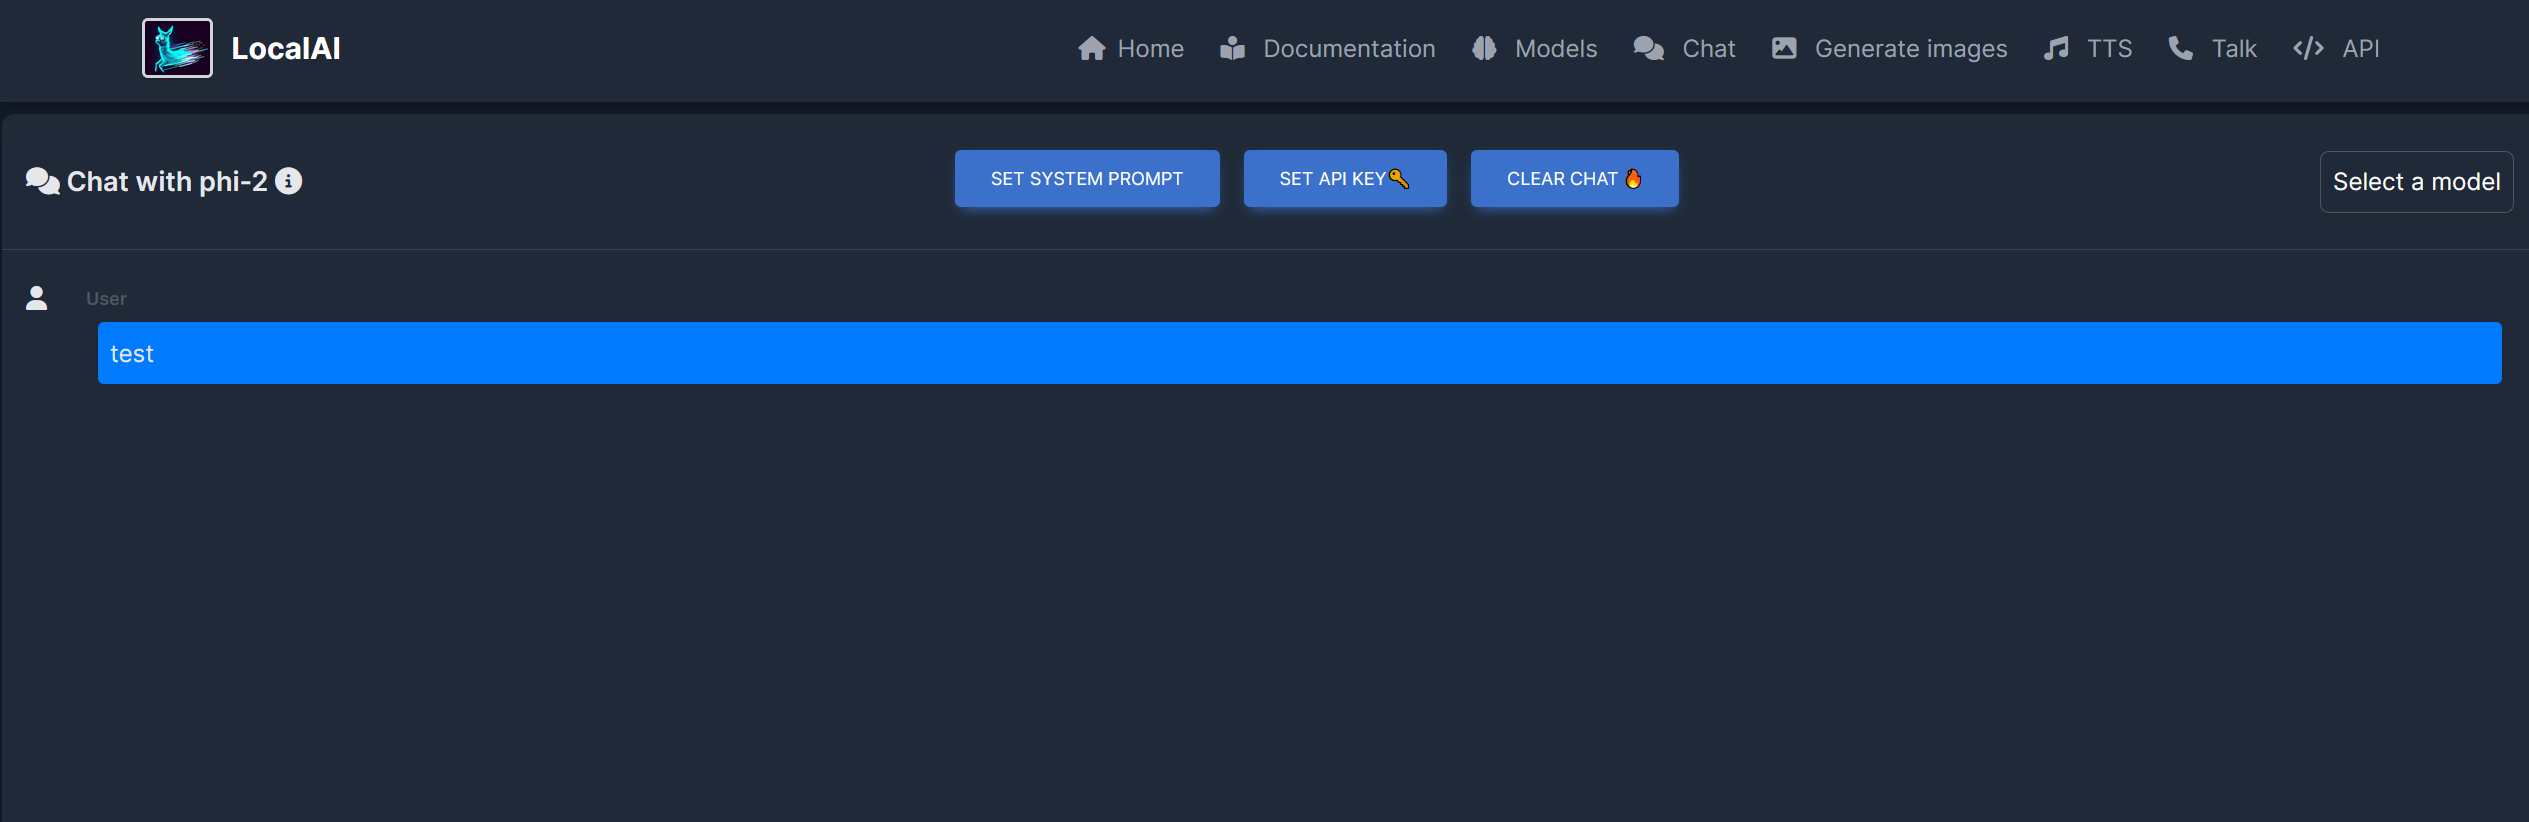 LocalAI
Home Documentation Models Chat Generate images TTS Talk API
Chat with phi-2
SET SYSTEM PROMPT
SET API KEY🔑
CLEAR CHAT 🔥
Select a model
User
test